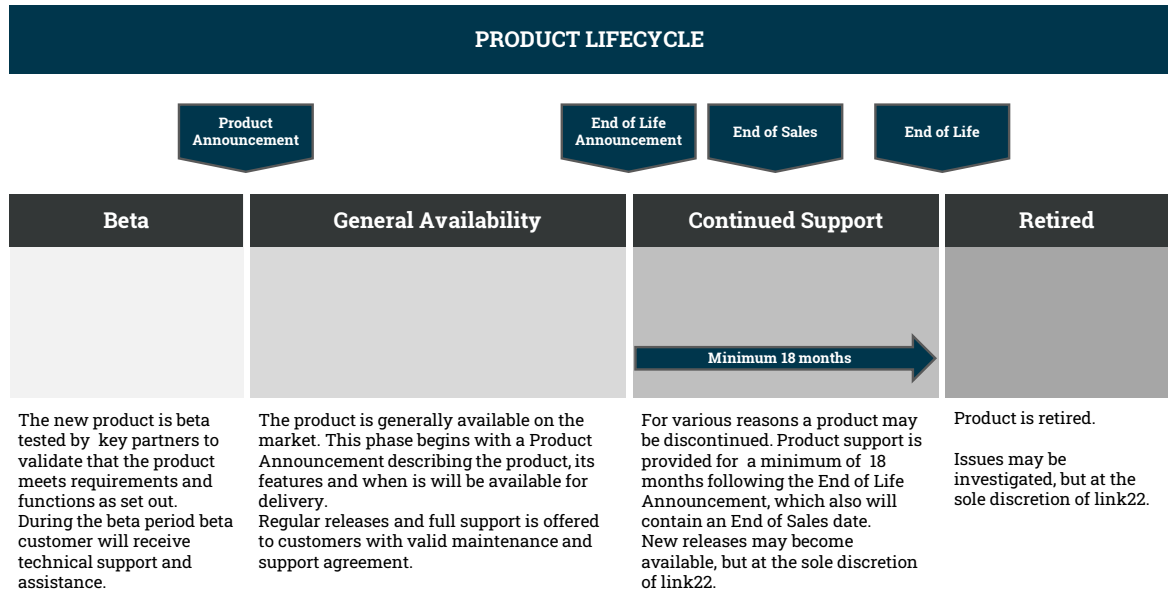 PRODUCT LIFECYCLE
Product
Announcement
End of Life
Announcement
End of Sales
End of Life
Beta
General Availability
Continued Support
Retired
Minimum 18 months
The new product is beta
tested by  key partners to
validate that the product
meets requirements and
functions as set out.
During the beta period beta
customer will receive
technical support and
assistance.
The product is generally available on the
market. This phase begins with a Product
Announcement describing the product, its
features and when is will be available for
delivery.
Regular releases and full support is offered
to customers with valid maintenance and
support agreement.
For various reasons a product may
be discontinued. Product support is
provided for  a minimum of  18
months following the End of Life
Announcement, which also will
contain an End of Sales date.
New releases may become
available, but at the sole discretion
of link22.
Product is retired.
Issues may be
investigated, but at the
sole discretion of link22.